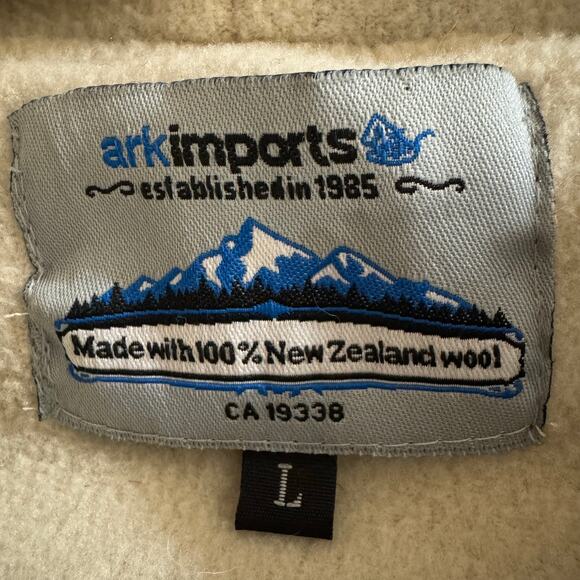 arkimports
established in 1985
Made with 100% New Zealand wool
CA 19338
L